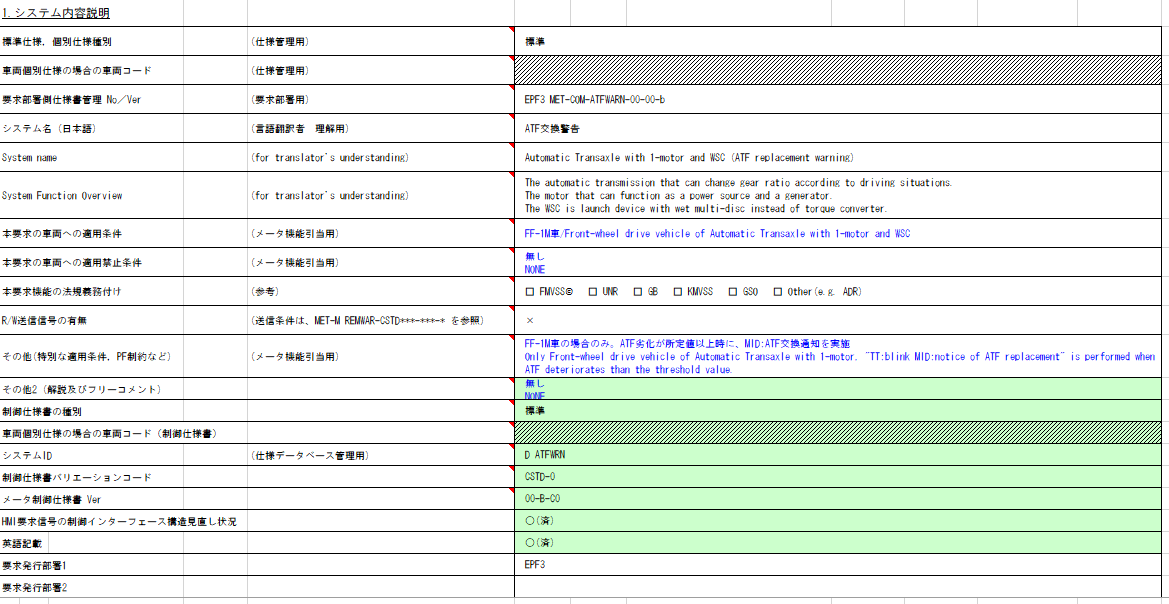 1. システム内容説明
標準仕様、個別仕様種別 (仕様管理用) 標準
車両個別仕様の場合の車両コード (仕様管理用)
要求部署側仕様書管理 No／Ver (要求部署用) EPF3 MET-COM-ATFWARN-00-00-b
システム名（日本語） (言語翻訳者　理解用) ATF交換警告
System name (for translator's understanding) Automatic Transaxle with 1-motor and WSC (ATF replacement warning)
System Function Overview (for translator's understanding) The automatic transmission that can change gear ratio according to driving situations.
The motor that can function as a power source and a generator.
The WSC is launch device with wet multi-disc instead of torque converter.
本要求の車両への適用条件 (メータ機能引当用) FF-1M車/Front-wheel drive vehicle of Automatic Transaxle with 1-motor and WSC
本要求の車両への適用禁止条件 (メータ機能引当用) 無し
NONE
本要求機能の法規義務付け (参考) □ FMVSS◎ □ UNR □ GB □ KMVSS □ GSO □ Other(e.g. ADR)
R/W送信信号の有無 (送信条件は、MET-M_REMWAR-CSTD***-***-* を参照) ×
その他(特別な適用条件、PF制約など) (メータ機能引当用) FF-1M車の場合のみ。ATF劣化が所定値以上時に、MID:ATF交換通知を実施
Only Front-wheel drive vehicle of Automatic Transaxle with 1-motor, "TT:blink MID:notice of ATF replacement" is performed when
ATF deteriorates than the threshold value.
その他2（解説及びフリーコメント） 無し
NONE
制御仕様書の種別 標準
車両個別仕様の場合の車両コード（制御仕様書）
システムID (仕様データベース管理用) D_ATFWRN
制御仕様書バリエーションコード CSTD-0
メータ制御仕様書 Ver 00-B-C0
HMI要求信号の制御インターフェース構造見直し状況 ○(済)
英語記載 ○(済)
要求発行部署1 EPF3
要求発行部署2